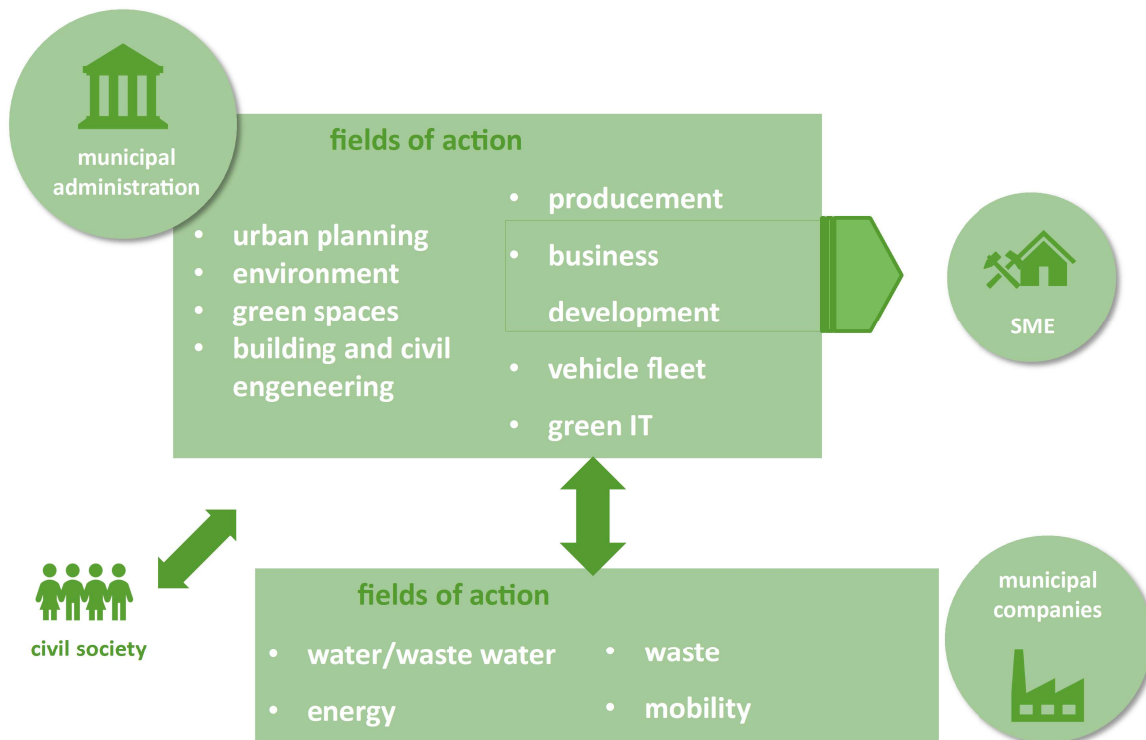 municipal
administration
fields of action
• urban planning
• environment
• green spaces
• building and civil
engeneering
• producement
• business
development
• vehicle fleet
• green IT
SME
civil society
fields of action
• water/waste water
• energy
• waste
• mobility
municipal
companies